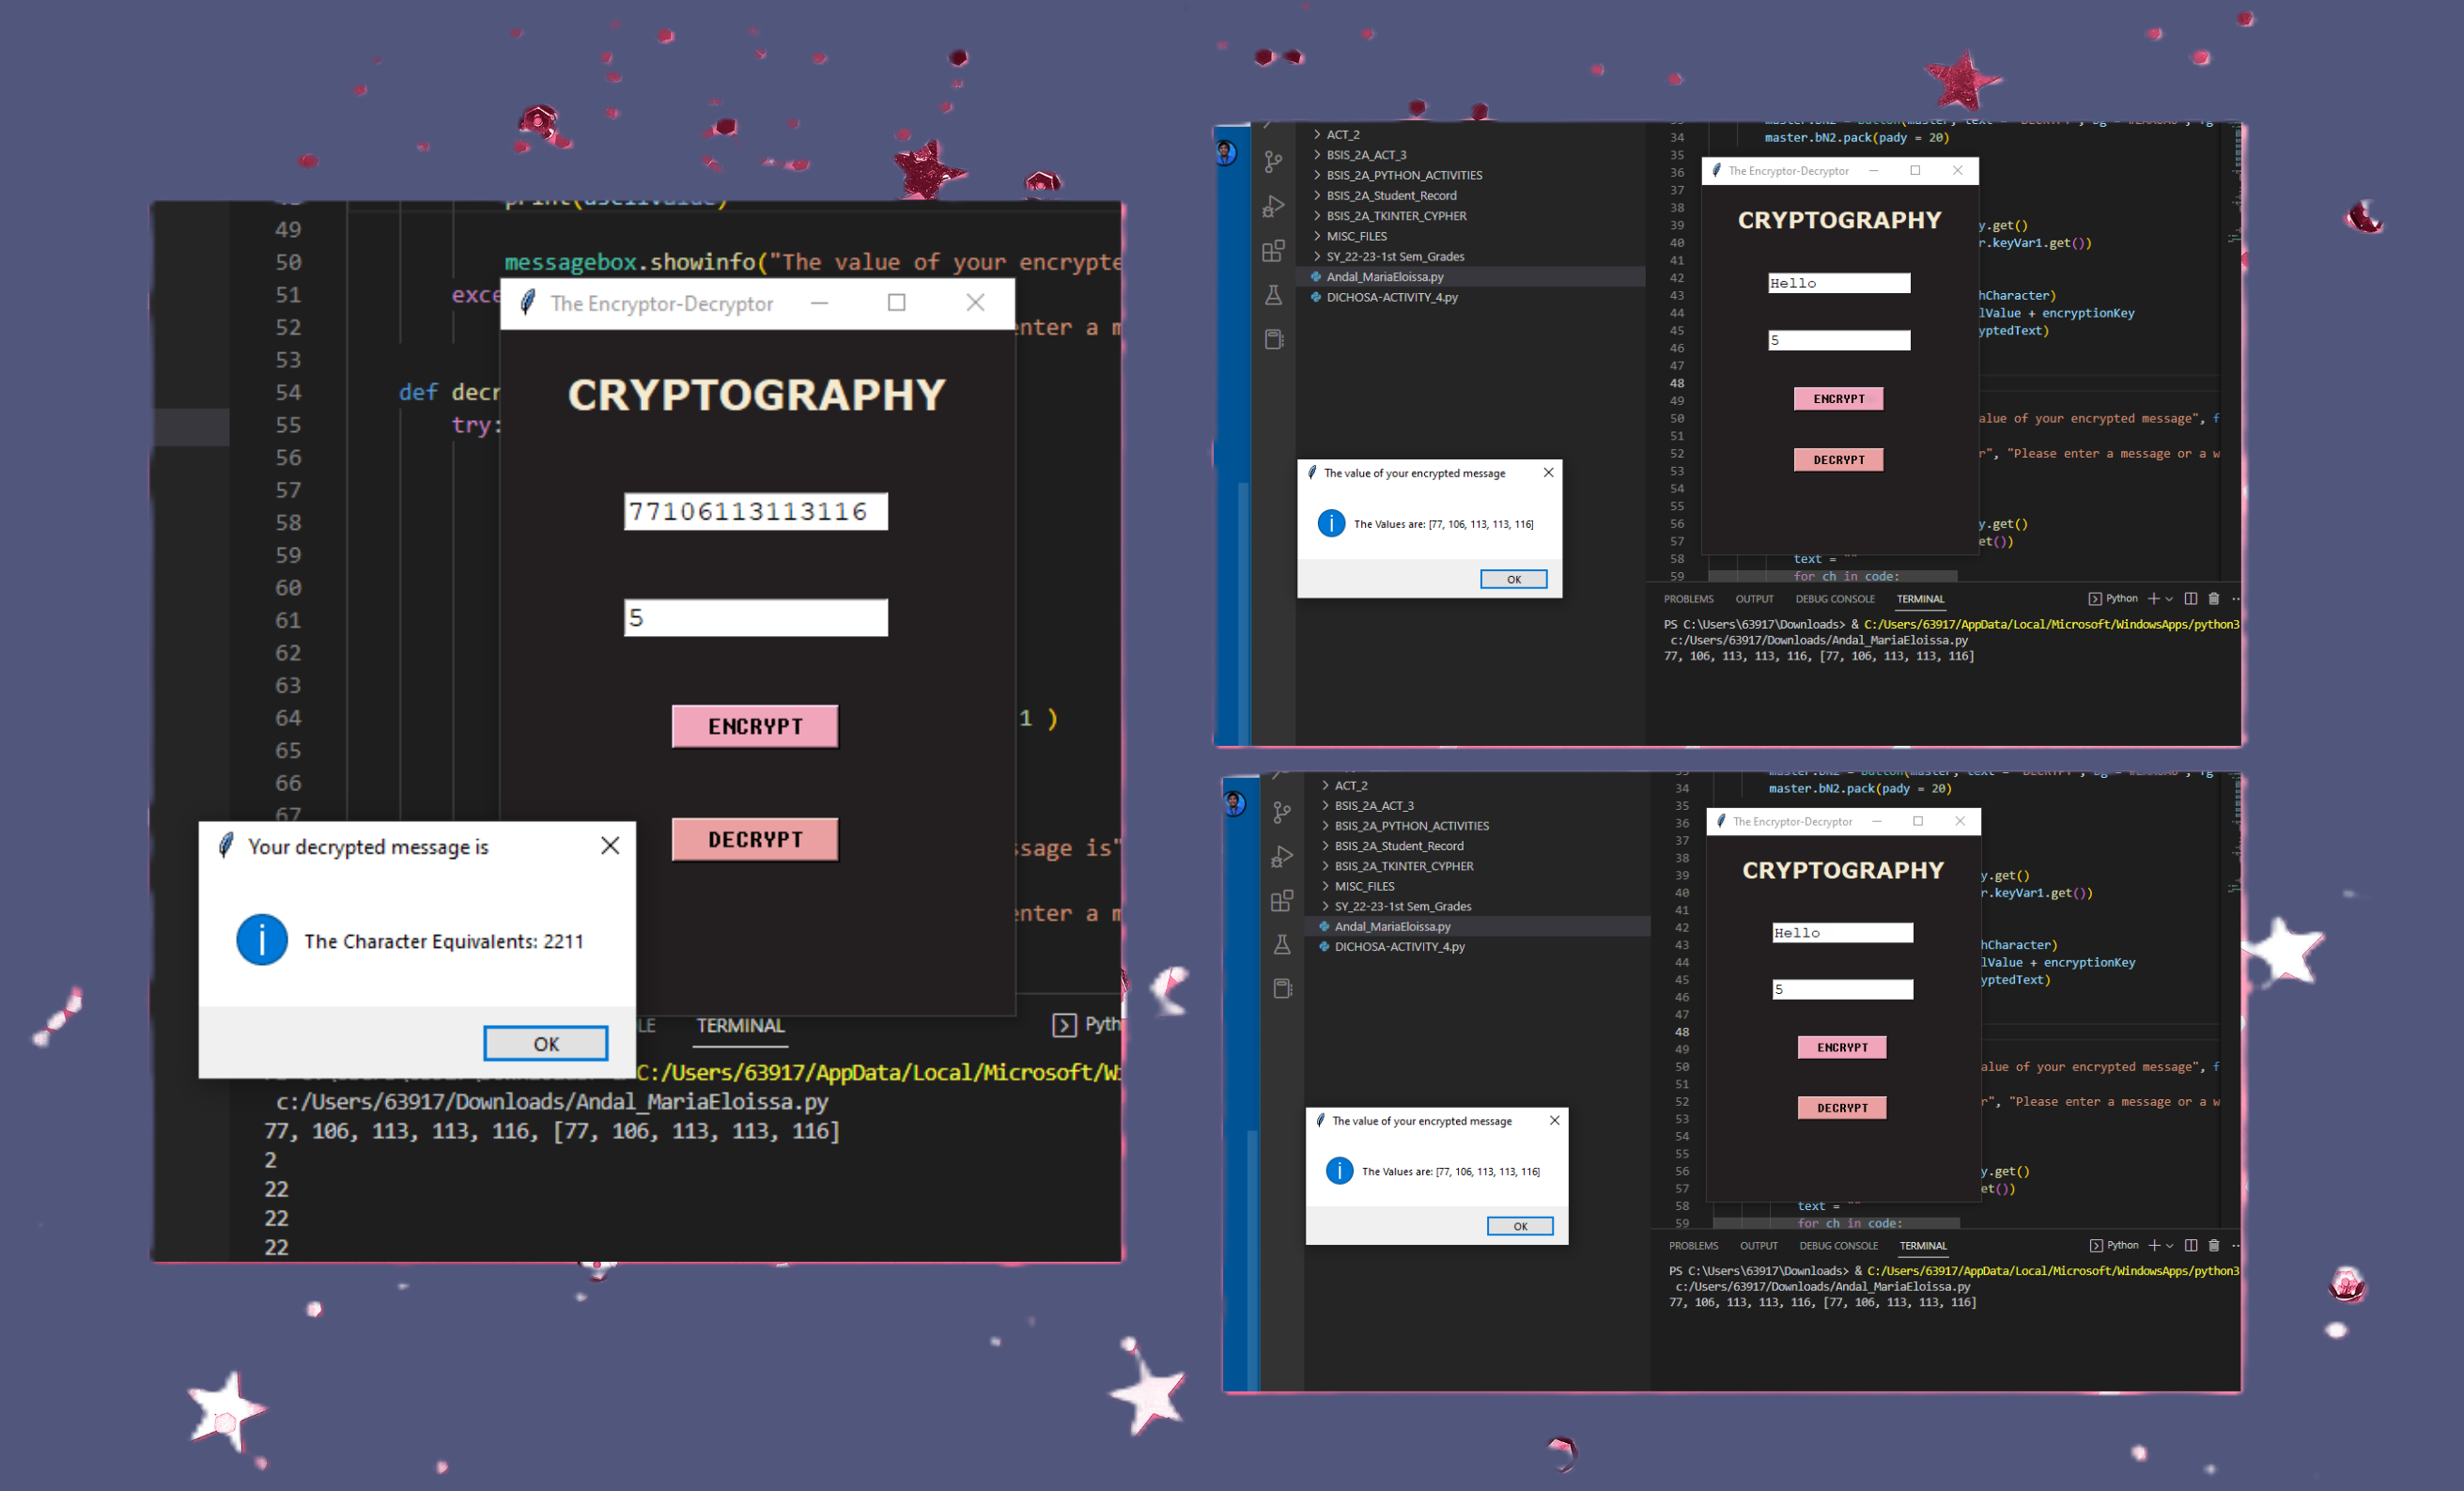 49
50 messagebox.showinfo("The value of your encrypte
51 exce
52 enter a m
53
54 def decr
55 try:
56
57
58
59
60
61
62
63
64 1 )
65
66
67
ssage is"
enter a m
The Encryptor-Decryptor
CRYPTOGRAPHY
77106113113116
5
ENCRYPT
DECRYPT
Your decrypted message is
The Character Equivalents: 2211
OK
LE TERMINAL Pyth
C:/Users/63917/AppData/Local/Microsoft/Wi
c:/Users/63917/Downloads/Andal_MariaEloissa.py
77, 106, 113, 113, 116, [77, 106, 113, 113, 116]
2
22
22
22
ACT_2
BSIS_2A_ACT_3
BSIS_2A_PYTHON_ACTIVITIES
BSIS_2A_Student_Record
BSIS_2A_TKINTER_CYPHER
MISC_FILES
SY_22-23-1st Sem_Grades
Andal_MariaEloissa.py
DICHOSA-ACTIVITY_4.py
34 master.bN2.pack(pady = 20)
35
36
37
38
39 y.get()
40 r.keyVar1.get())
41
42
43 hCharacter)
44 lValue + encryptionKey
45 yptedText)
46
47
48
49
50 alue of your encrypted message", f
51
52 r", "Please enter a message or a w
53
54
55
56 y.get()
57 et())
58 text = ""
59 for ch in code:
The Encryptor-Decryptor
CRYPTOGRAPHY
Hello
5
ENCRYPT
DECRYPT
The value of your encrypted message
The Values are: [77, 106, 113, 113, 116]
OK
PROBLEMS OUTPUT DEBUG CONSOLE TERMINAL Python
PS C:\Users\63917\Downloads> & C:/Users/63917/AppData/Local/Microsoft/WindowsApps/python3
c:/Users/63917/Downloads/Andal_MariaEloissa.py
77, 106, 113, 113, 116, [77, 106, 113, 113, 116]
ACT_2
BSIS_2A_ACT_3
BSIS_2A_PYTHON_ACTIVITIES
BSIS_2A_Student_Record
BSIS_2A_TKINTER_CYPHER
MISC_FILES
SY_22-23-1st Sem_Grades
Andal_MariaEloissa.py
DICHOSA-ACTIVITY_4.py
34 master.bN2.pack(pady = 20)
35
36
37
38
39 y.get()
40 r.keyVar1.get())
41
42
43 hCharacter)
44 lValue + encryptionKey
45 yptedText)
46
47
48
49
50 alue of your encrypted message", f
51
52 r", "Please enter a message or a w
53
54
55
56 y.get()
57 et())
58 text = ""
59 for ch in code:
The Encryptor-Decryptor
CRYPTOGRAPHY
Hello
5
ENCRYPT
DECRYPT
The value of your encrypted message
The Values are: [77, 106, 113, 113, 116]
OK
PROBLEMS OUTPUT DEBUG CONSOLE TERMINAL Python
PS C:\Users\63917\Downloads> & C:/Users/63917/AppData/Local/Microsoft/WindowsApps/python3
c:/Users/63917/Downloads/Andal_MariaEloissa.py
77, 106, 113, 113, 116, [77, 106, 113, 113, 116]